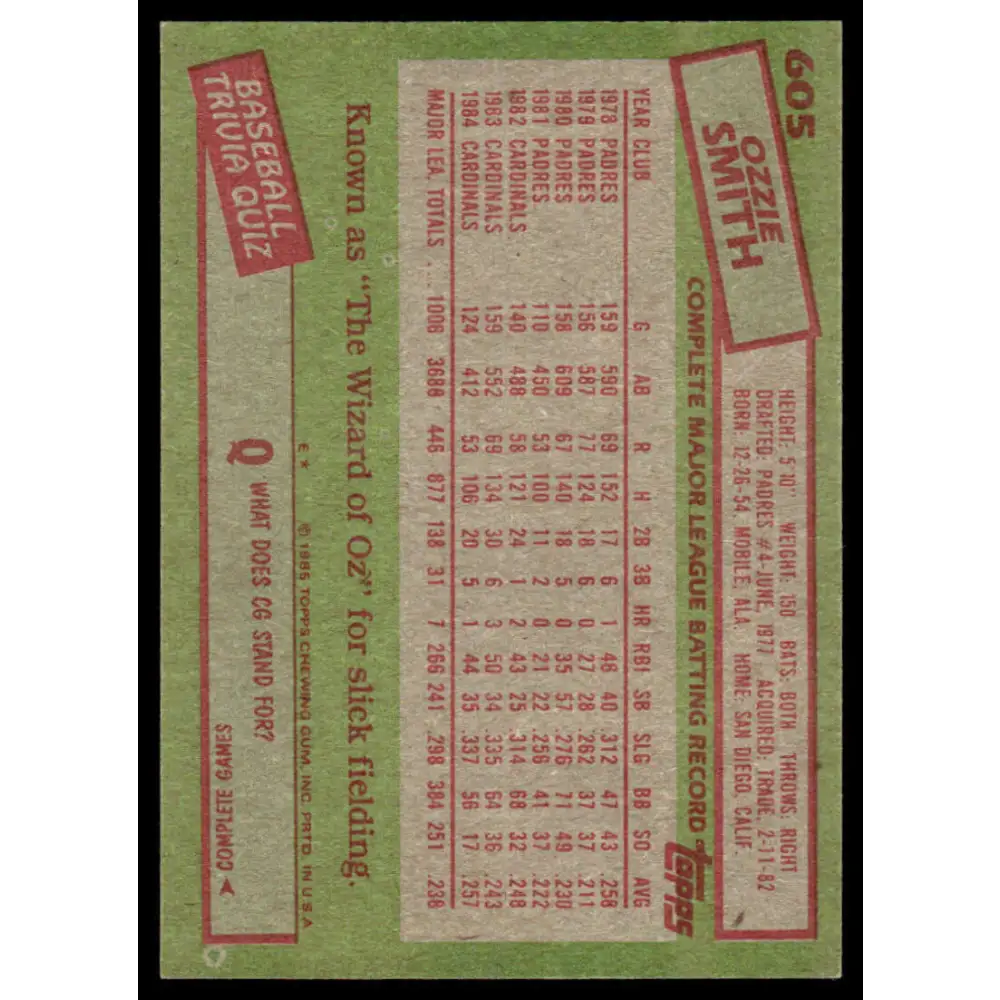 605
OZZIE
SMITH
HEIGHT: 5'10" WEIGHT: 150 BATS: BOTH THROWS: RIGHT
DRAFTED: PADRES #4-JUNE, 1977 ACQUIRED: TRADE, 2-11-82
BORN: 12-26-54, MOBILE, ALA. HOME: SAN DIEGO, CALIF.
COMPLETE MAJOR LEAGUE BATTING RECORD
Topps
YEAR CLUB G AB R H 2B 3B HR RBI SB SLG BB SO AVG
1978 PADRES 159 590 69 152 17 6 1 46 40 .312 47 43 .258
1979 PADRES 156 587 77 124 18 6 0 27 28 .262 37 37 .211
1980 PADRES 158 609 67 140 18 5 0 35 57 .276 71 49 .230
1981 PADRES 110 450 53 100 11 2 0 21 22 .256 41 37 .222
1982 CARDINALS 140 488 58 121 24 1 2 43 25 .314 68 32 .248
1983 CARDINALS 159 552 69 134 30 6 3 50 34 .335 64 36 .243
1984 CARDINALS 124 412 53 106 20 5 1 44 35 .337 56 17 .257
MAJOR LEA. TOTALS .... 1006 3688 446 877 138 31 7 266 241 .298 384 251 .238
Known as "The Wizard of Oz" for slick fielding.
E * © 1985 TOPPS CHEWING GUM, INC. PRTD. IN U.S.A.
BASEBALL
TRIVIA QUIZ
Q WHAT DOES CG STAND FOR?
COMPLETE GAMES